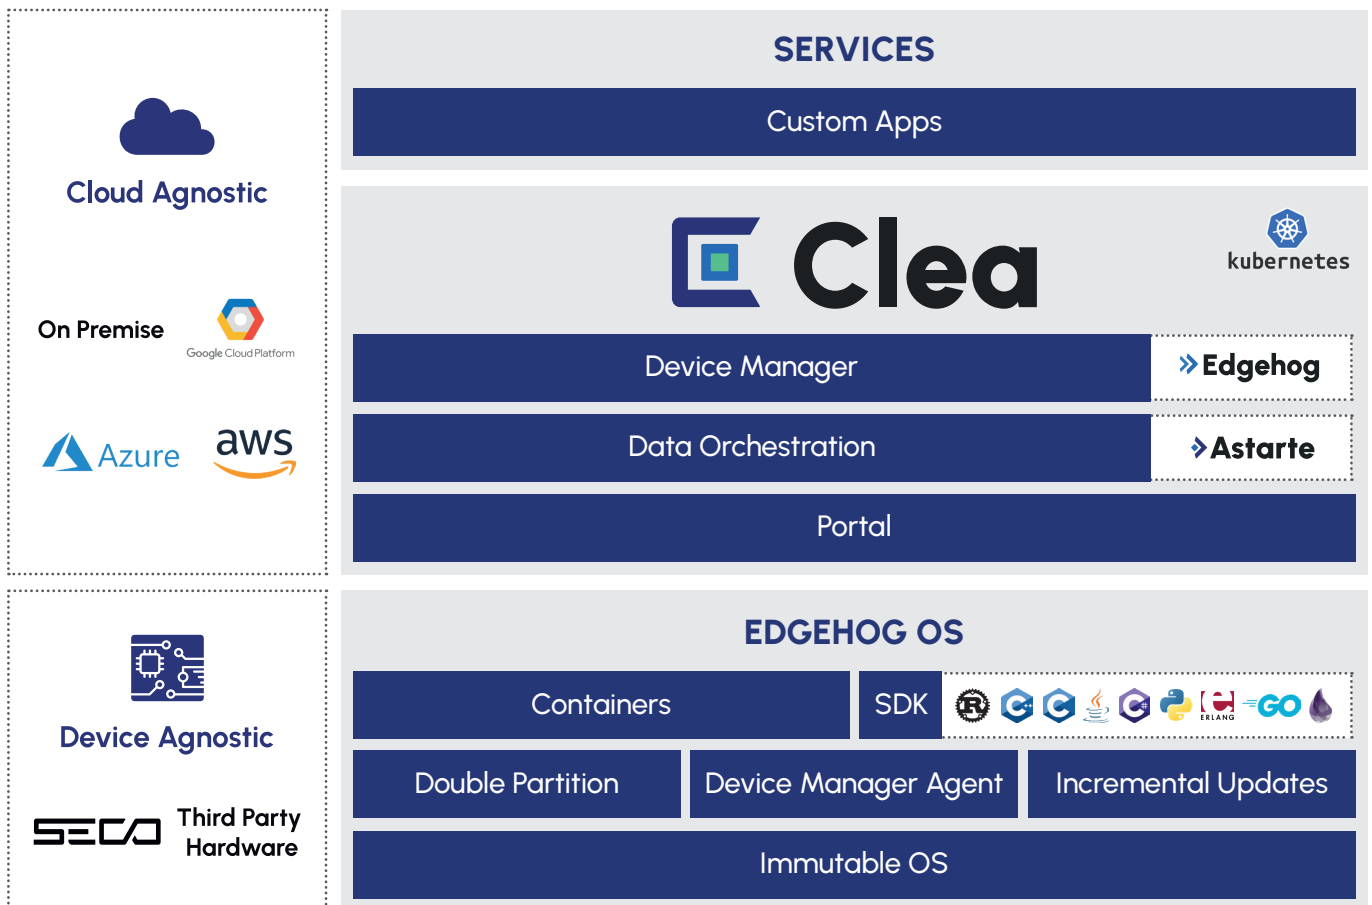 Cloud Agnostic
On Premise
Google Cloud Platform
Azure
aws
SERVICES
Custom Apps
Clea
kubernetes
Device Manager
Edgehog
Data Orchestration
Astarte
Portal
Device Agnostic
SECO
Third Party
Hardware
EDGEHOG OS
Containers
SDK
R
C++
C
Java
C#
ERLANG
GO
Double Partition
Device Manager Agent
Incremental Updates
Immutable OS